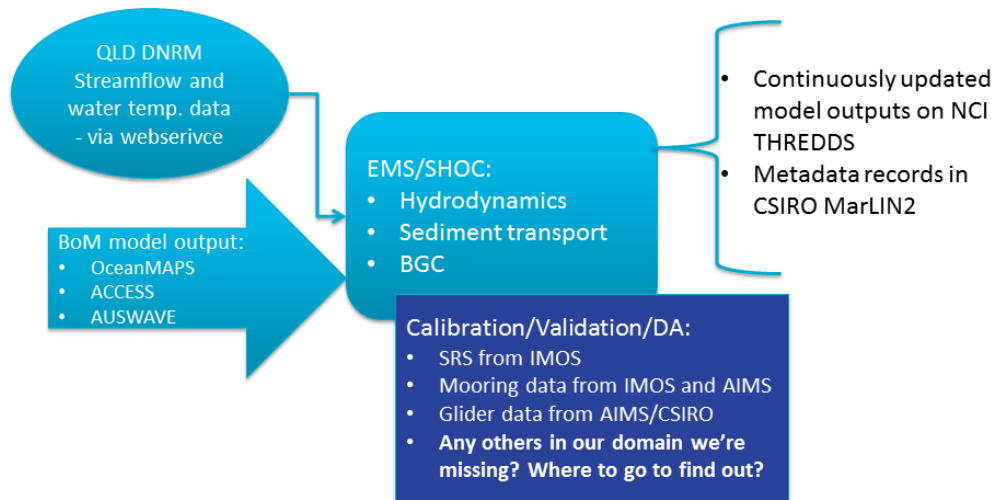 QLD DNRM
Streamflow and
water temp. data
- via webserivce
BoM model output:
• OceanMAPS
• ACCESS
• AUSWAVE
EMS/SHOC:
• Hydrodynamics
• Sediment transport
• BGC
Calibration/Validation/DA:
• SRS from IMOS
• Mooring data from IMOS and AIMS
• Glider data from AIMS/CSIRO
• Any others in our domain we’re
missing? Where to go to find out?
• Continuously updated
model outputs on NCI
THREDDS
• Metadata records in
CSIRO MarLIN2